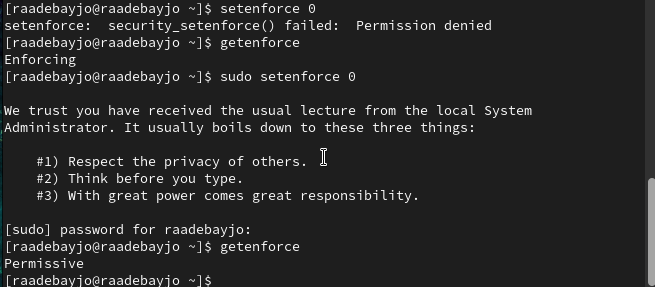 [raadebayjo@raadebayjo ~]$ setenforce 0
setenforce:  security_setenforce() failed:  Permission denied
[raadebayjo@raadebayjo ~]$ getenforce
Enforcing
[raadebayjo@raadebayjo ~]$ sudo setenforce 0
We trust you have received the usual lecture from the local System
Administrator. It usually boils down to these three things:
#1) Respect the privacy of others.
#2) Think before you type.
#3) With great power comes great responsibility.
[sudo] password for raadebayjo:
[raadebayjo@raadebayjo ~]$ getenforce
Permissive
[raadebayjo@raadebayjo ~]$